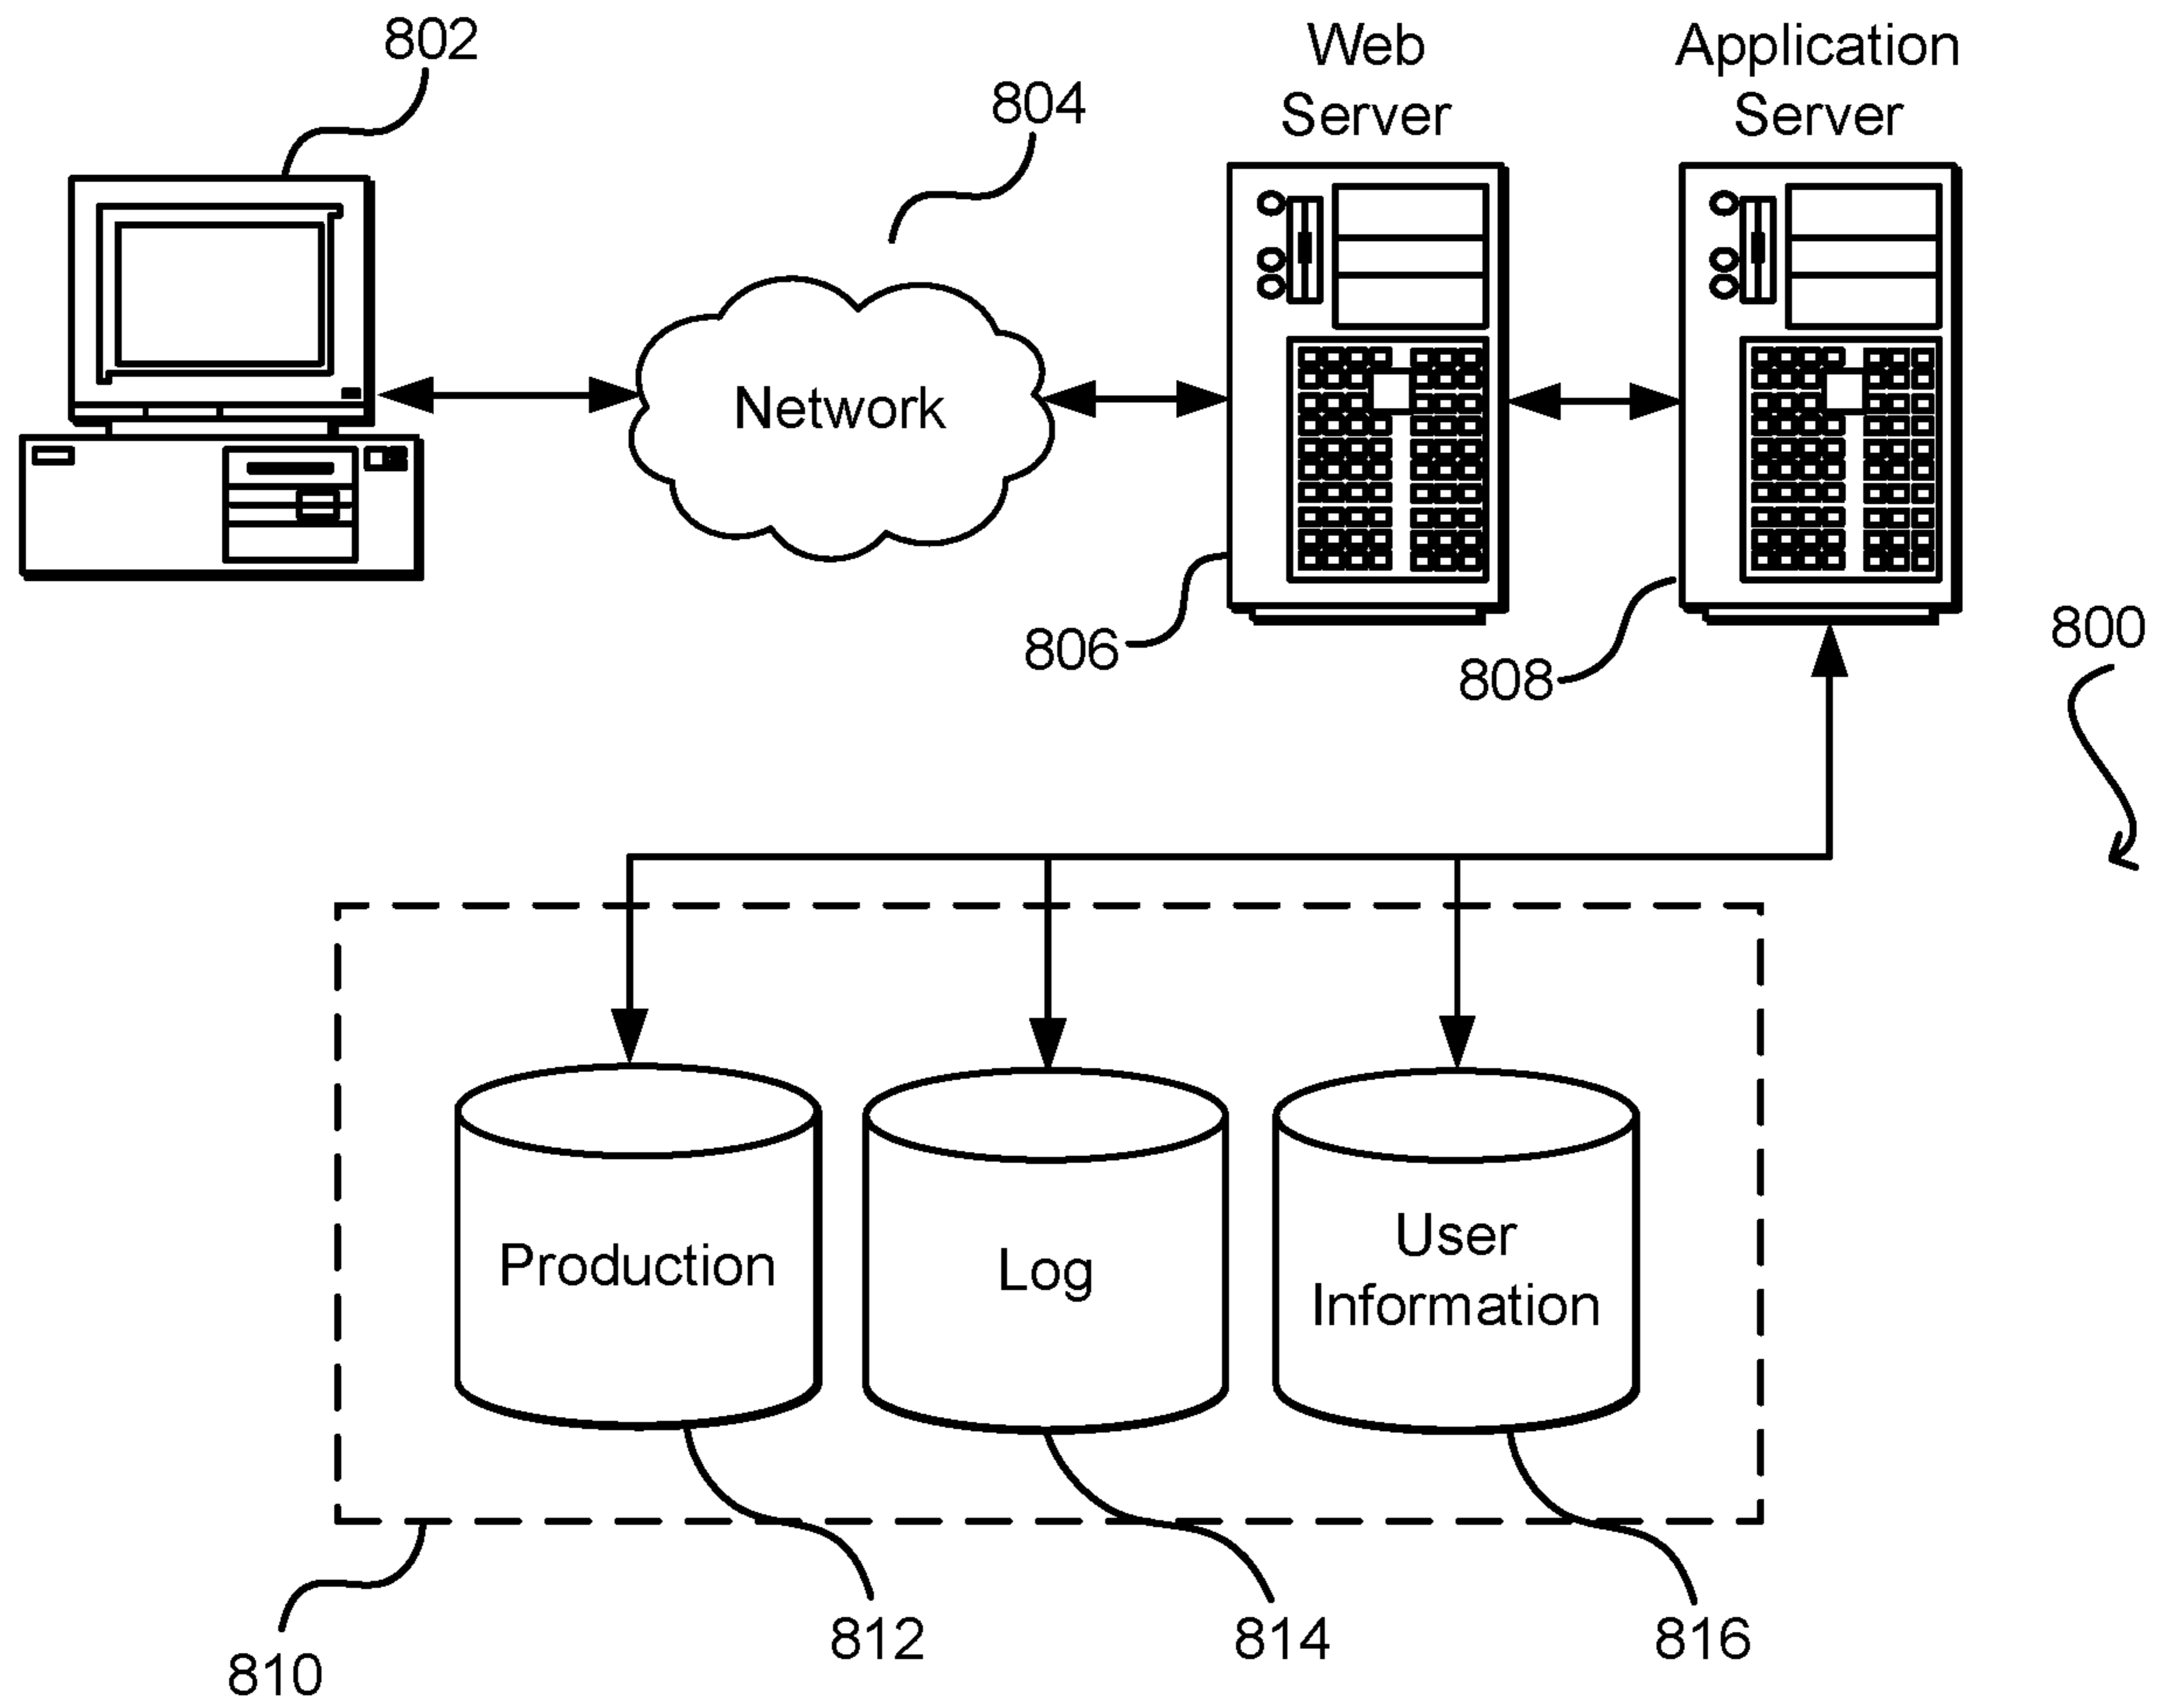 802
804
Web
Server
Application
Server
Network
806
808
800
Production
Log
User
Information
810
812
814
816